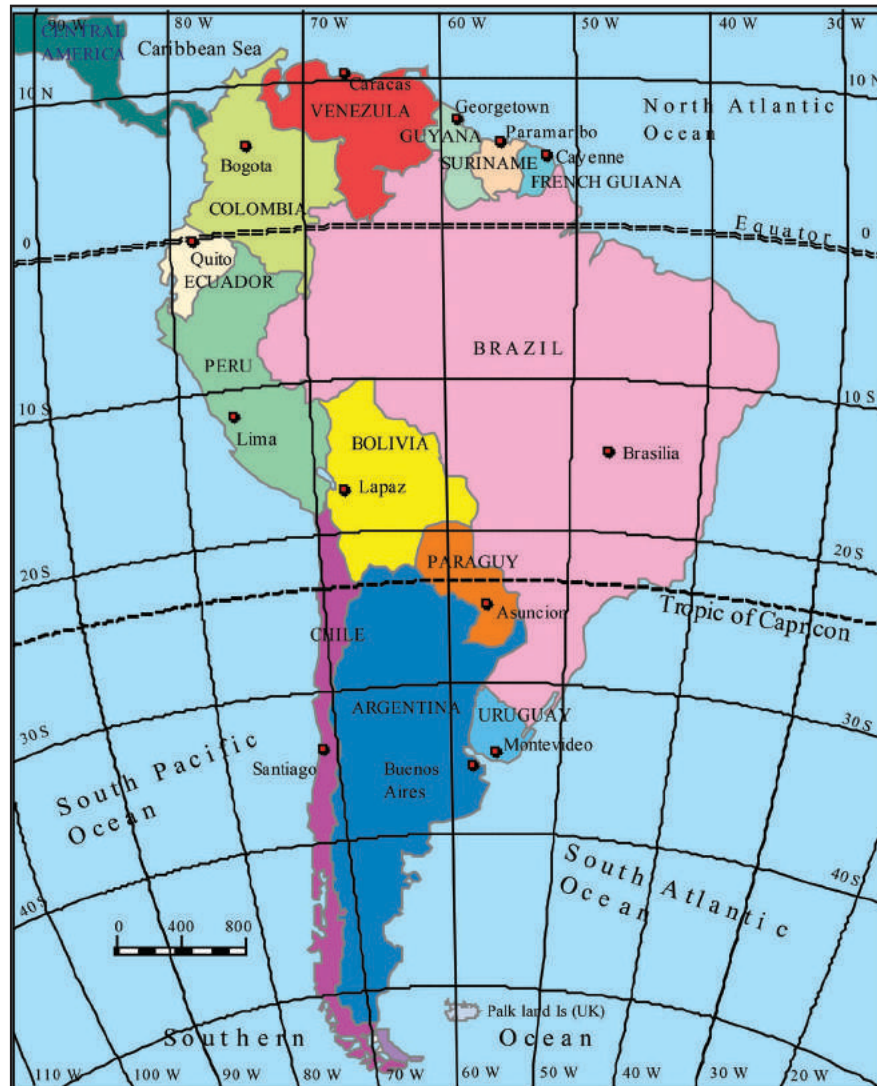 90 W
80 W
70 W
60 W
50 W
40 W
30 W
CENTRAL
AMERICA
Caribbean Sea
10 N
10 N
Caracas
VENEZULA
Georgetown
GUYANA
Paramaribo
North Atlantic
Ocean
Bogota
SURINAME
Cayenne
FRENCH GUIANA
COLOMBIA
Equator
0
0
Quito
ECUADOR
BRAZIL
PERU
10 S
10 S
Lima
BOLIVIA
Brasilia
Lapaz
20 S
PARAGUY
20 S
Asuncion
Tropic of Capricon
CHILE
ARGENTINA
URUGUAY
30 S
30 S
South Pacific
Ocean
Santiago
Buenos
Aires
Montevideo
South Atlantic
Ocean
40 S
40 S
0
400
800
Palk land Is (UK)
Southern
Ocean
110 W
100 W
90 W
80 W
70 W
60 W
50 W
40 W
30 W
20 W